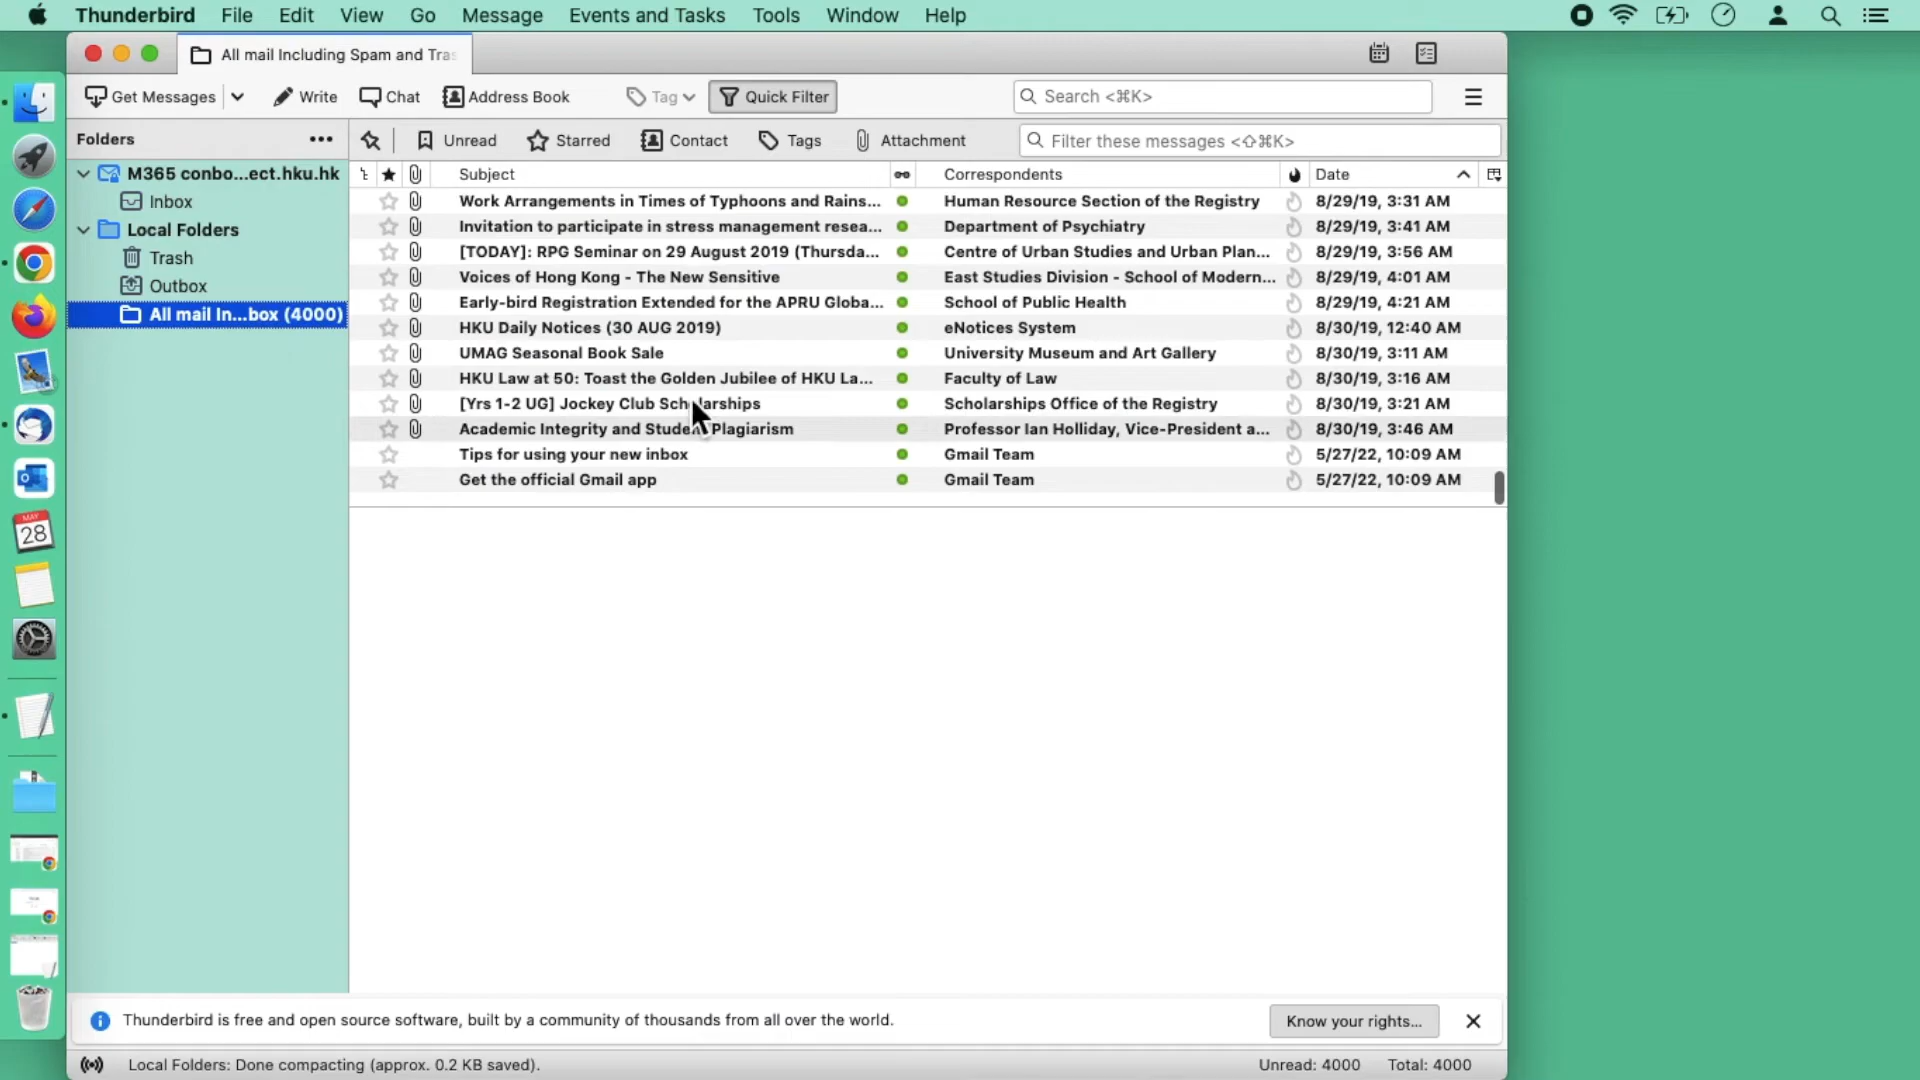 Thunderbird File Edit View Go Message Events and Tasks Tools Window Help
All mail Including Spam and Tras
Get Messages Write Chat Address Book Tag Quick Filter Search <⌘K>
Folders ••• Unread Starred Contact Tags Attachment Filter these messages <⇧⌘K>
M365 conbo...ect.hku.hk
Inbox
Local Folders
Trash
Outbox
All mail In...box (4000)
Subject Correspondents Date
Work Arrangements in Times of Typhoons and Rains... Human Resource Section of the Registry 8/29/19, 3:31 AM
Invitation to participate in stress management resea... Department of Psychiatry 8/29/19, 3:41 AM
[TODAY]: RPG Seminar on 29 August 2019 (Thursda... Centre of Urban Studies and Urban Plan... 8/29/19, 3:56 AM
Voices of Hong Kong - The New Sensitive East Studies Division - School of Modern... 8/29/19, 4:01 AM
Early-bird Registration Extended for the APRU Globa... School of Public Health 8/29/19, 4:21 AM
HKU Daily Notices (30 AUG 2019) eNotices System 8/30/19, 12:40 AM
UMAG Seasonal Book Sale University Museum and Art Gallery 8/30/19, 3:11 AM
HKU Law at 50: Toast the Golden Jubilee of HKU La... Faculty of Law 8/30/19, 3:16 AM
[Yrs 1-2 UG] Jockey Club Scholarships Scholarships Office of the Registry 8/30/19, 3:21 AM
Academic Integrity and Student Plagiarism Professor Ian Holliday, Vice-President a... 8/30/19, 3:46 AM
Tips for using your new inbox Gmail Team 5/27/22, 10:09 AM
Get the official Gmail app Gmail Team 5/27/22, 10:09 AM
MAY
28
Thunderbird is free and open source software, built by a community of thousands from all over the world. Know your rights...
Local Folders: Done compacting (approx. 0.2 KB saved). Unread: 4000 Total: 4000